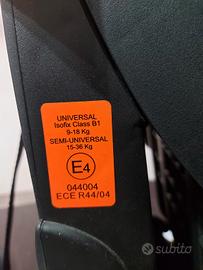 UNIVERSAL
Isofix Class B1
9-18 Kg
SEMI-UNIVERSAL
15-36 Kg
E4
044004
ECE R44/04
subito